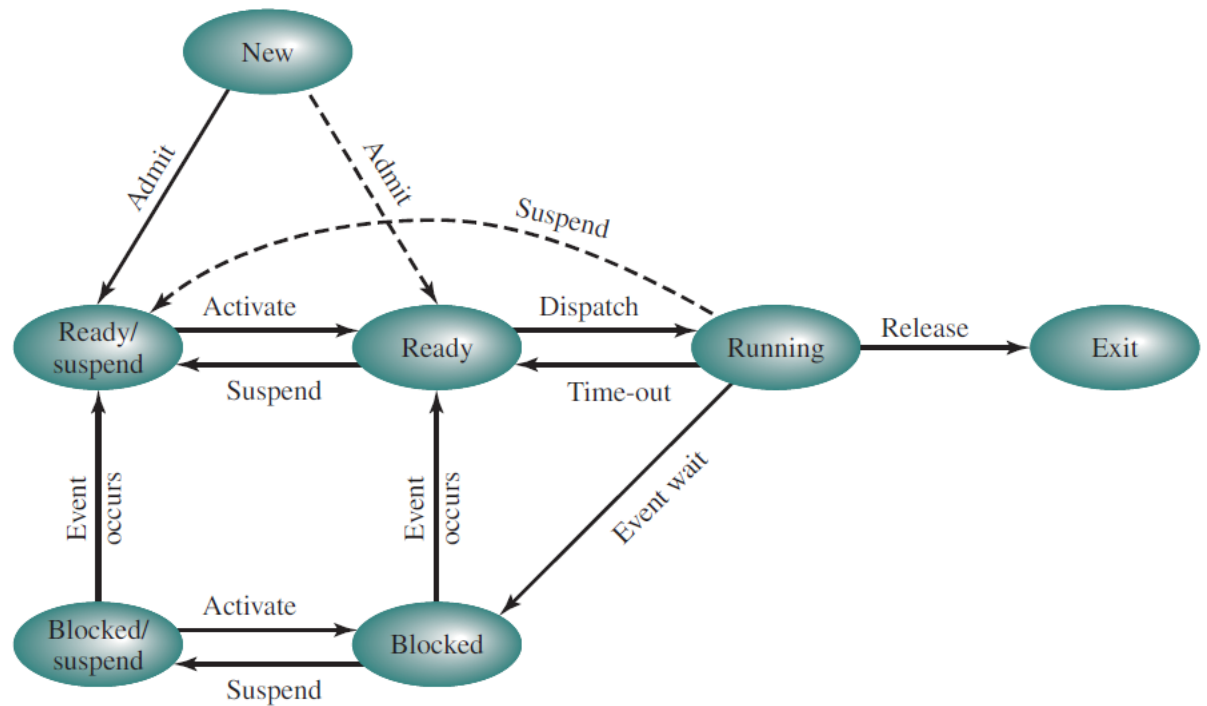 New
Admit
Admit
Suspend
Activate
Dispatch
Release
Ready/
suspend
Ready
Running
Exit
Suspend
Time-out
Event
occurs
Event
occurs
Event wait
Activate
Blocked/
suspend
Blocked
Suspend